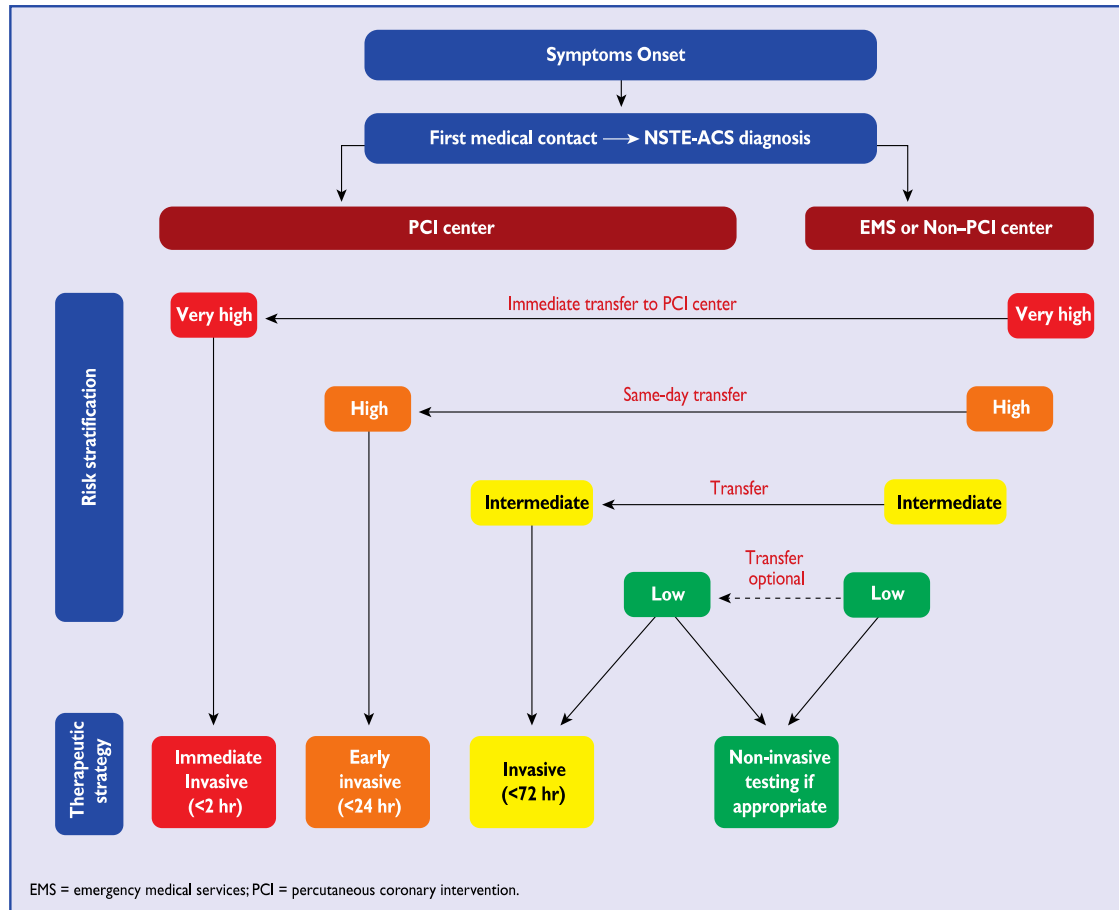 Symptoms Onset
First medical contact → NSTE-ACS diagnosis
PCI center
EMS or Non–PCI center
Risk stratification
Very high
Immediate transfer to PCI center
Very high
High
Same-day transfer
High
Intermediate
Transfer
Intermediate
Low
Transfer
optional
Low
Therapeutic
strategy
Immediate
Invasive
(<2 hr)
Early
invasive
(<24 hr)
Invasive
(<72 hr)
Non-invasive
testing if
appropriate
EMS = emergency medical services; PCI = percutaneous coronary intervention.